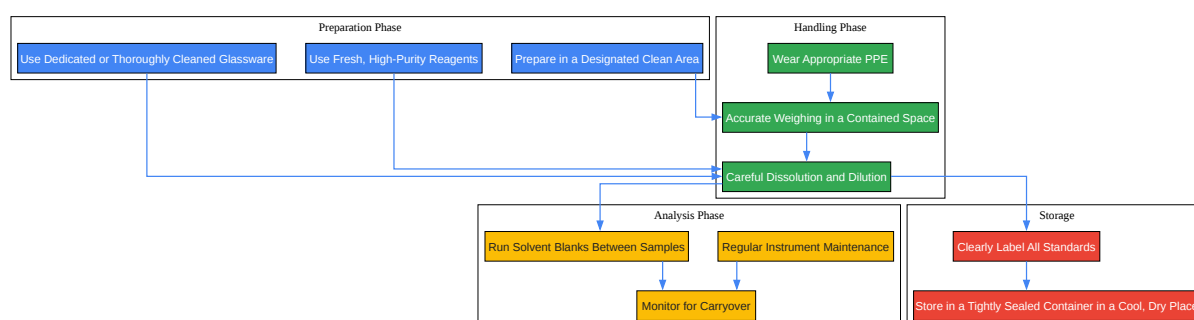 Preparation Phase
Use Dedicated or Thoroughly Cleaned Glassware
Use Fresh, High-Purity Reagents
Prepare in a Designated Clean Area
Handling Phase
Wear Appropriate PPE
Accurate Weighing in a Contained Space
Careful Dissolution and Dilution
Analysis Phase
Run Solvent Blanks Between Samples
Regular Instrument Maintenance
Monitor for Carryover
Storage
Clearly Label All Standards
Store in a Tightly Sealed Container in a Cool, Dry Place